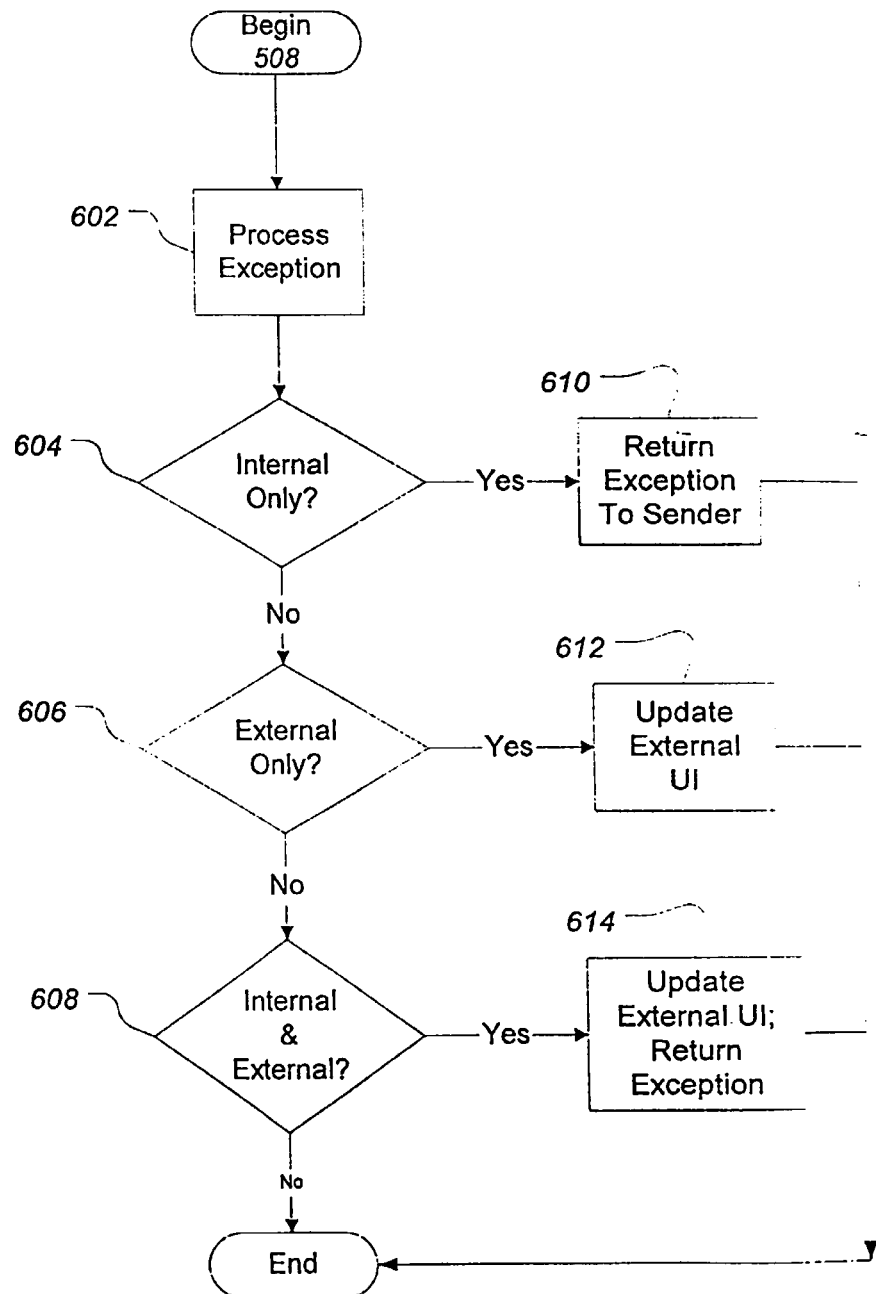 Begin
508
602
Process
Exception
610
604
Internal
Only?
Yes
Return
Exception
To Sender
No
612
606
External
Only?
Yes
Update
External
UI
No
614
608
Internal
&
External?
Yes
Update
External UI;
Return
Exception
No
End